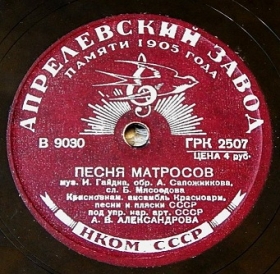 АПРЕЛЕВСКИЙ ЗАВОД
ПАМЯТИ 1905 ГОДА
В 9030
ГРК 2507
ЦЕНА 4 руб.
ПЕСНЯ МАТРОСОВ
муз. И. Гайдна, обр. А. Сапожникова,
сл. Б. Мясоедова
Краснознам. ансамбль Красноарм.
песни и пляски СССР
под упр. нар. арт. СССР
А. В. АЛЕКСАНДРОВА
НКОМ СССР